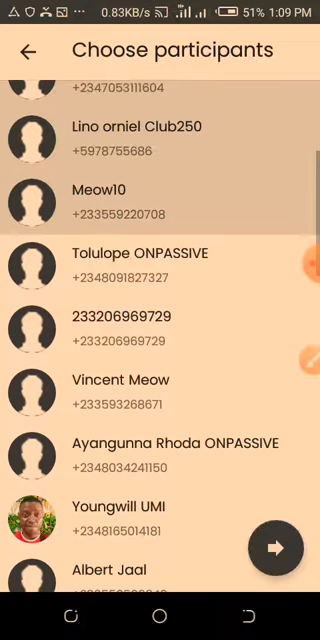 0.83KB/s 51% 1:09 PM
Choose participants
+2347053111604
Lino orniel Club250
+5978755686
Meow10
+233559220708
Tolulope ONPASSIVE
+2348091827327
233206969729
+233206969729
Vincent Meow
+233593268671
Ayangunna Rhoda ONPASSIVE
+2348034241150
Youngwill UMI
+2348165014181
Albert Jaal